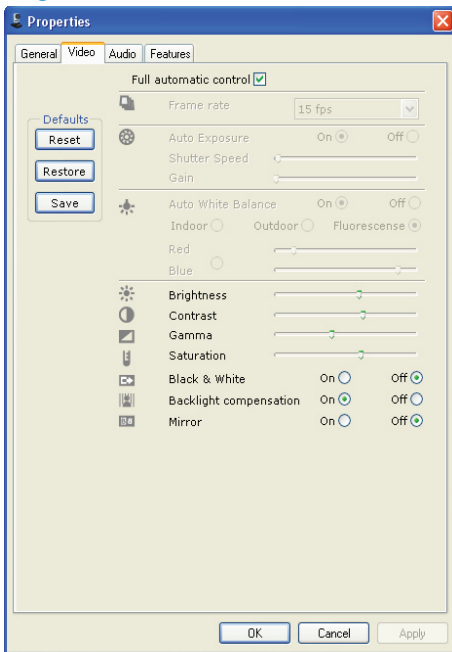 Properties
General Video Audio Features
Full automatic control
Defaults
Reset
Restore
Save
Frame rate 15 fps
Auto Exposure On Off
Shutter Speed
Gain
Auto White Balance On Off
Indoor Outdoor Fluorescense
Red
Blue
Brightness
Contrast
Gamma
Saturation
Black & White On Off
Backlight compensation On Off
Mirror On Off
OK Cancel Apply